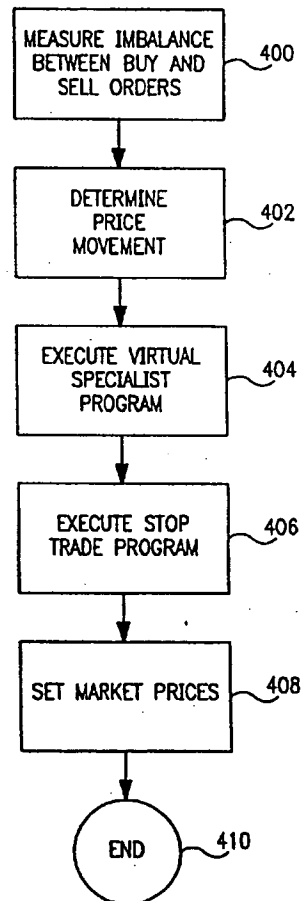 MEASURE IMBALANCE
BETWEEN BUY AND
SELL ORDERS
400
DETERMINE
PRICE
MOVEMENT
402
EXECUTE VIRTUAL
SPECIALIST
PROGRAM
404
EXECUTE STOP
TRADE PROGRAM
406
SET MARKET PRICES
408
END
410